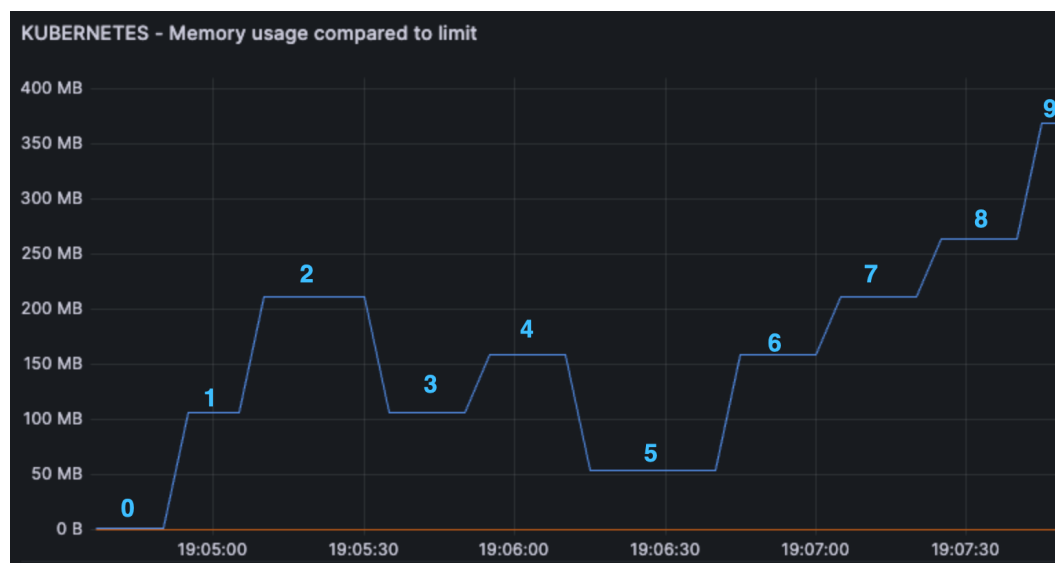 KUBERNETES - Memory usage compared to limit
400 MB
9
350 MB
300 MB
8
250 MB
2
7
200 MB
4
6
150 MB
3
1
100 MB
5
50 MB
0
0 B
19:05:00 19:05:30 19:06:00 19:06:30 19:07:00 19:07:30